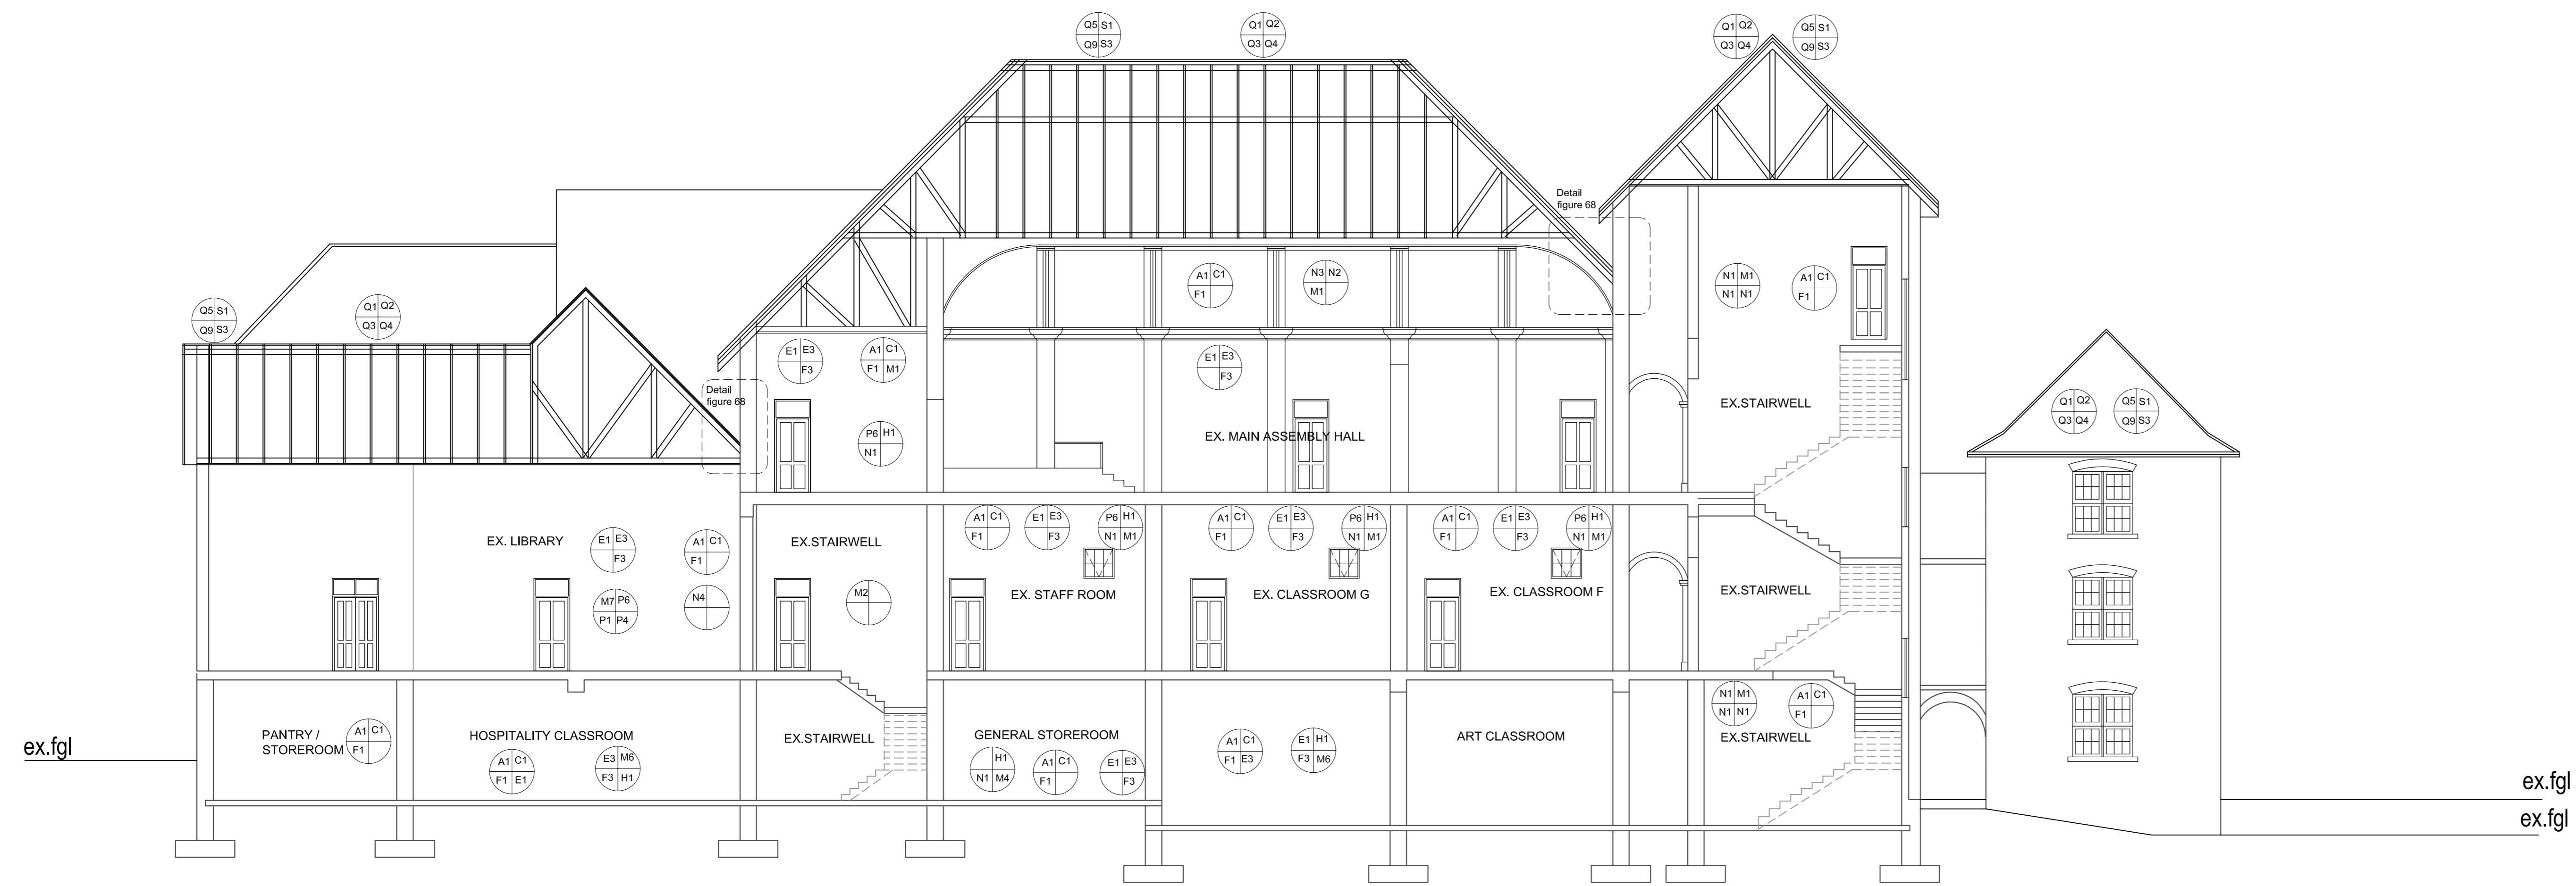 Q5 S1
Q9 S3
Q1 Q2
Q3 Q4
Q1 Q2
Q3 Q4
Q5 S1
Q9 S3
Detail
figure 68
A1 C1
F1
N3 N2
M1
N1 M1
N1 N1
A1 C1
F1
Q5 S1
Q9 S3
Q1 Q2
Q3 Q4
E1 E3
F3
A1 C1
F1 M1
E1 E3
F3
Detail
figure 68
EX.STAIRWELL
Q1 Q2
Q3 Q4
Q5 S1
Q9 S3
P6 H1
N1
EX. MAIN ASSEMBLY HALL
EX. LIBRARY
E1 E3
F3
A1 C1
F1
EX.STAIRWELL
A1 C1
F1
E1 E3
F3
P6 H1
N1 M1
A1 C1
F1
E1 E3
F3
P6 H1
N1 M1
A1 C1
F1
E1 E3
F3
P6 H1
N1 M1
M7 P6
P1 P4
N4
M2
EX. STAFF ROOM
EX. CLASSROOM G
EX. CLASSROOM F
EX.STAIRWELL
N1 M1
N1 N1
A1 C1
F1
ex.fgl
PANTRY /
STOREROOM
A1 C1
F1
HOSPITALITY CLASSROOM
A1 C1
F1 E1
E3 M6
F3 H1
EX.STAIRWELL
GENERAL STOREROOM
H1
N1 M4
A1 C1
F1
E1 E3
F3
A1 C1
F1 E3
E1 H1
F3 M6
ART CLASSROOM
EX.STAIRWELL
ex.fgl
ex.fgl